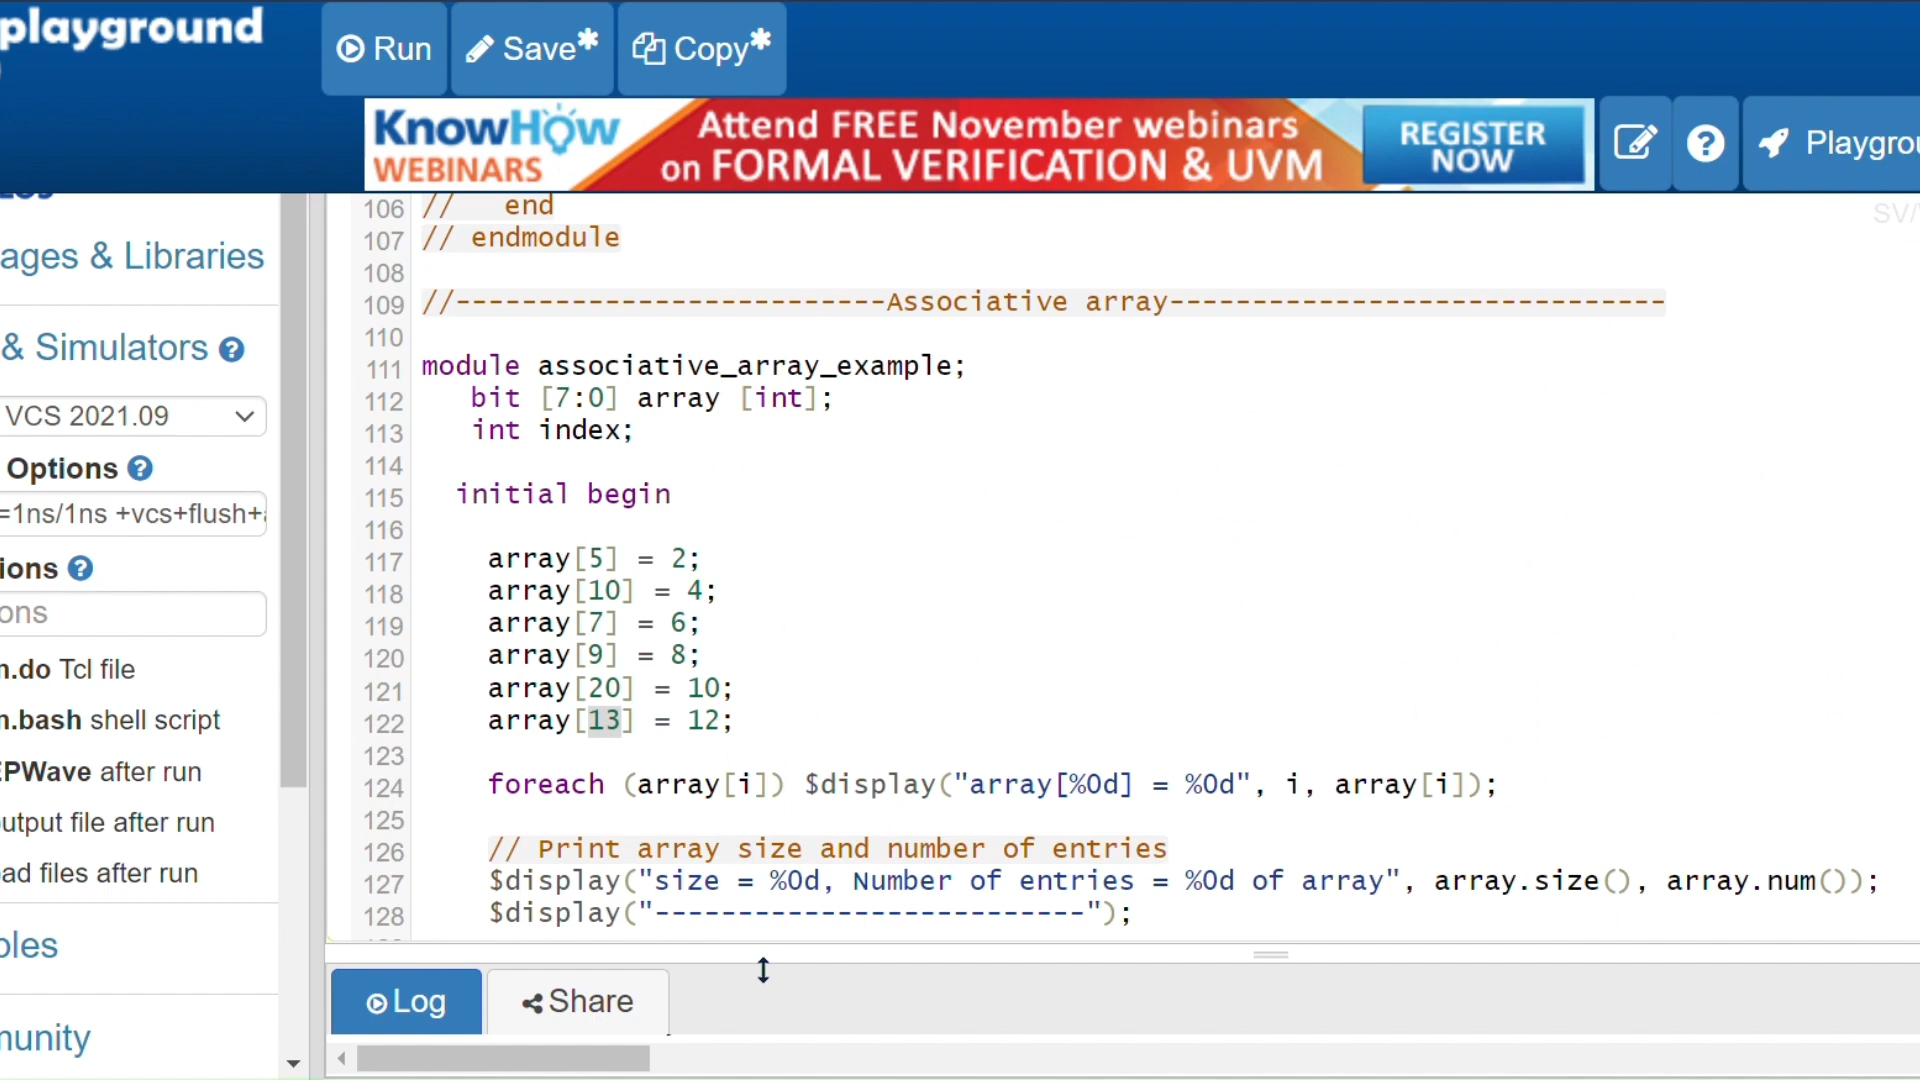 playground
Run
Save*
Copy*
KnowHow
WEBINARS
Attend FREE November webinars
on FORMAL VERIFICATION & UVM
REGISTER
NOW
Playgrou
ages & Libraries
& Simulators
VCS 2021.09
Options
=1ns/1ns +vcs+flush+
ions
ons
n.do Tcl file
n.bash shell script
EPWave after run
utput file after run
ad files after run
ples
munity
SV/
106 //   end
107 // endmodule
108
109 //--------------------------Associative array------------------------------
110
111 module associative_array_example;
112    bit [7:0] array [int];
113    int index;
114
115   initial begin
116
117     array[5] = 2;
118     array[10] = 4;
119     array[7] = 6;
120     array[9] = 8;
121     array[20] = 10;
122     array[13] = 12;
123
124     foreach (array[i]) $display("array[%0d] = %0d", i, array[i]);
125
126     // Print array size and number of entries
127     $display("size = %0d, Number of entries = %0d of array", array.size(), array.num());
128     $display("--------------------------");
Log
Share